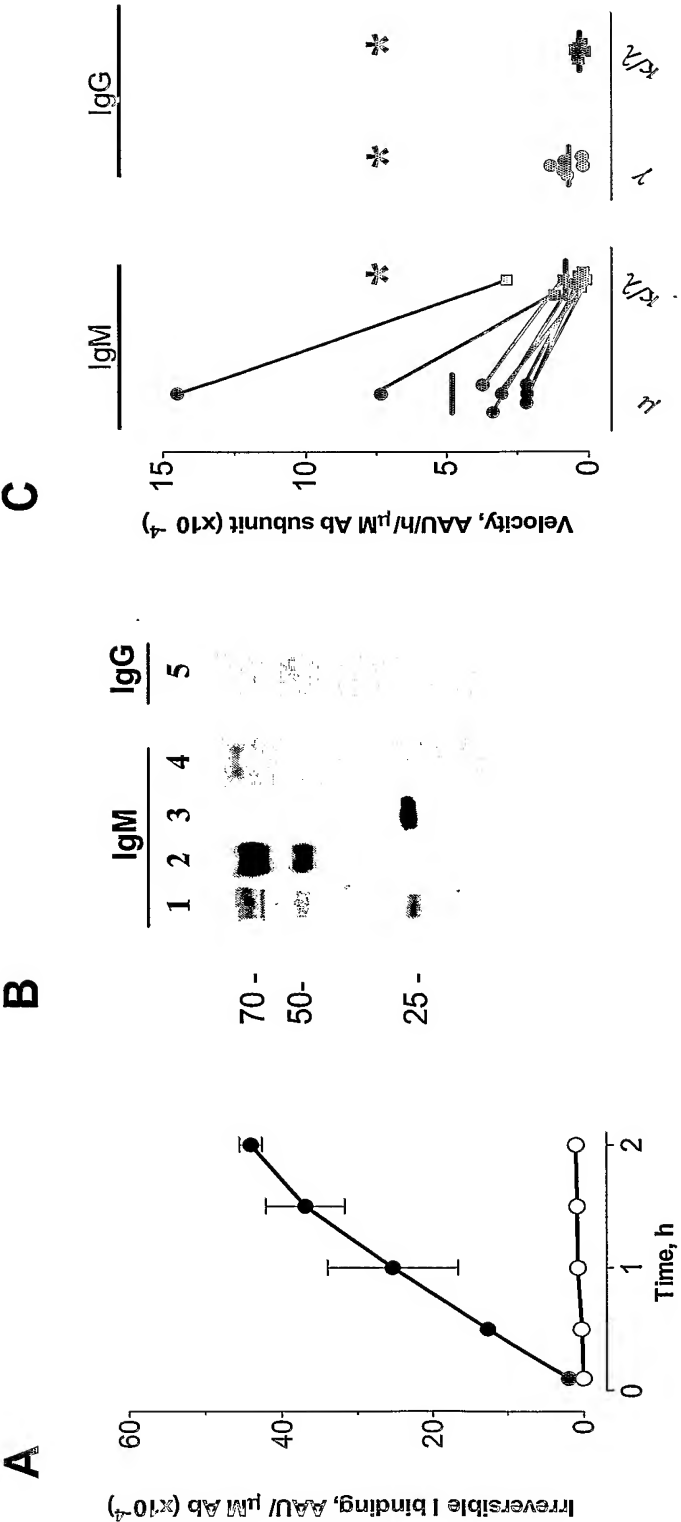 A
Irreversible I binding, AAU/ μM Ab (x10⁻⁴)
60
40
20
0
0
1
2
Time, h
B
IgM
IgG
1
2
3
4
5
70 -
50-
25 -
C
IgM
IgG
Velocity, AAU/h/μM Ab subunit (x10⁻⁴)
15
10
5
0
*
*
*
μ
κ/λ
γ
κ/λ